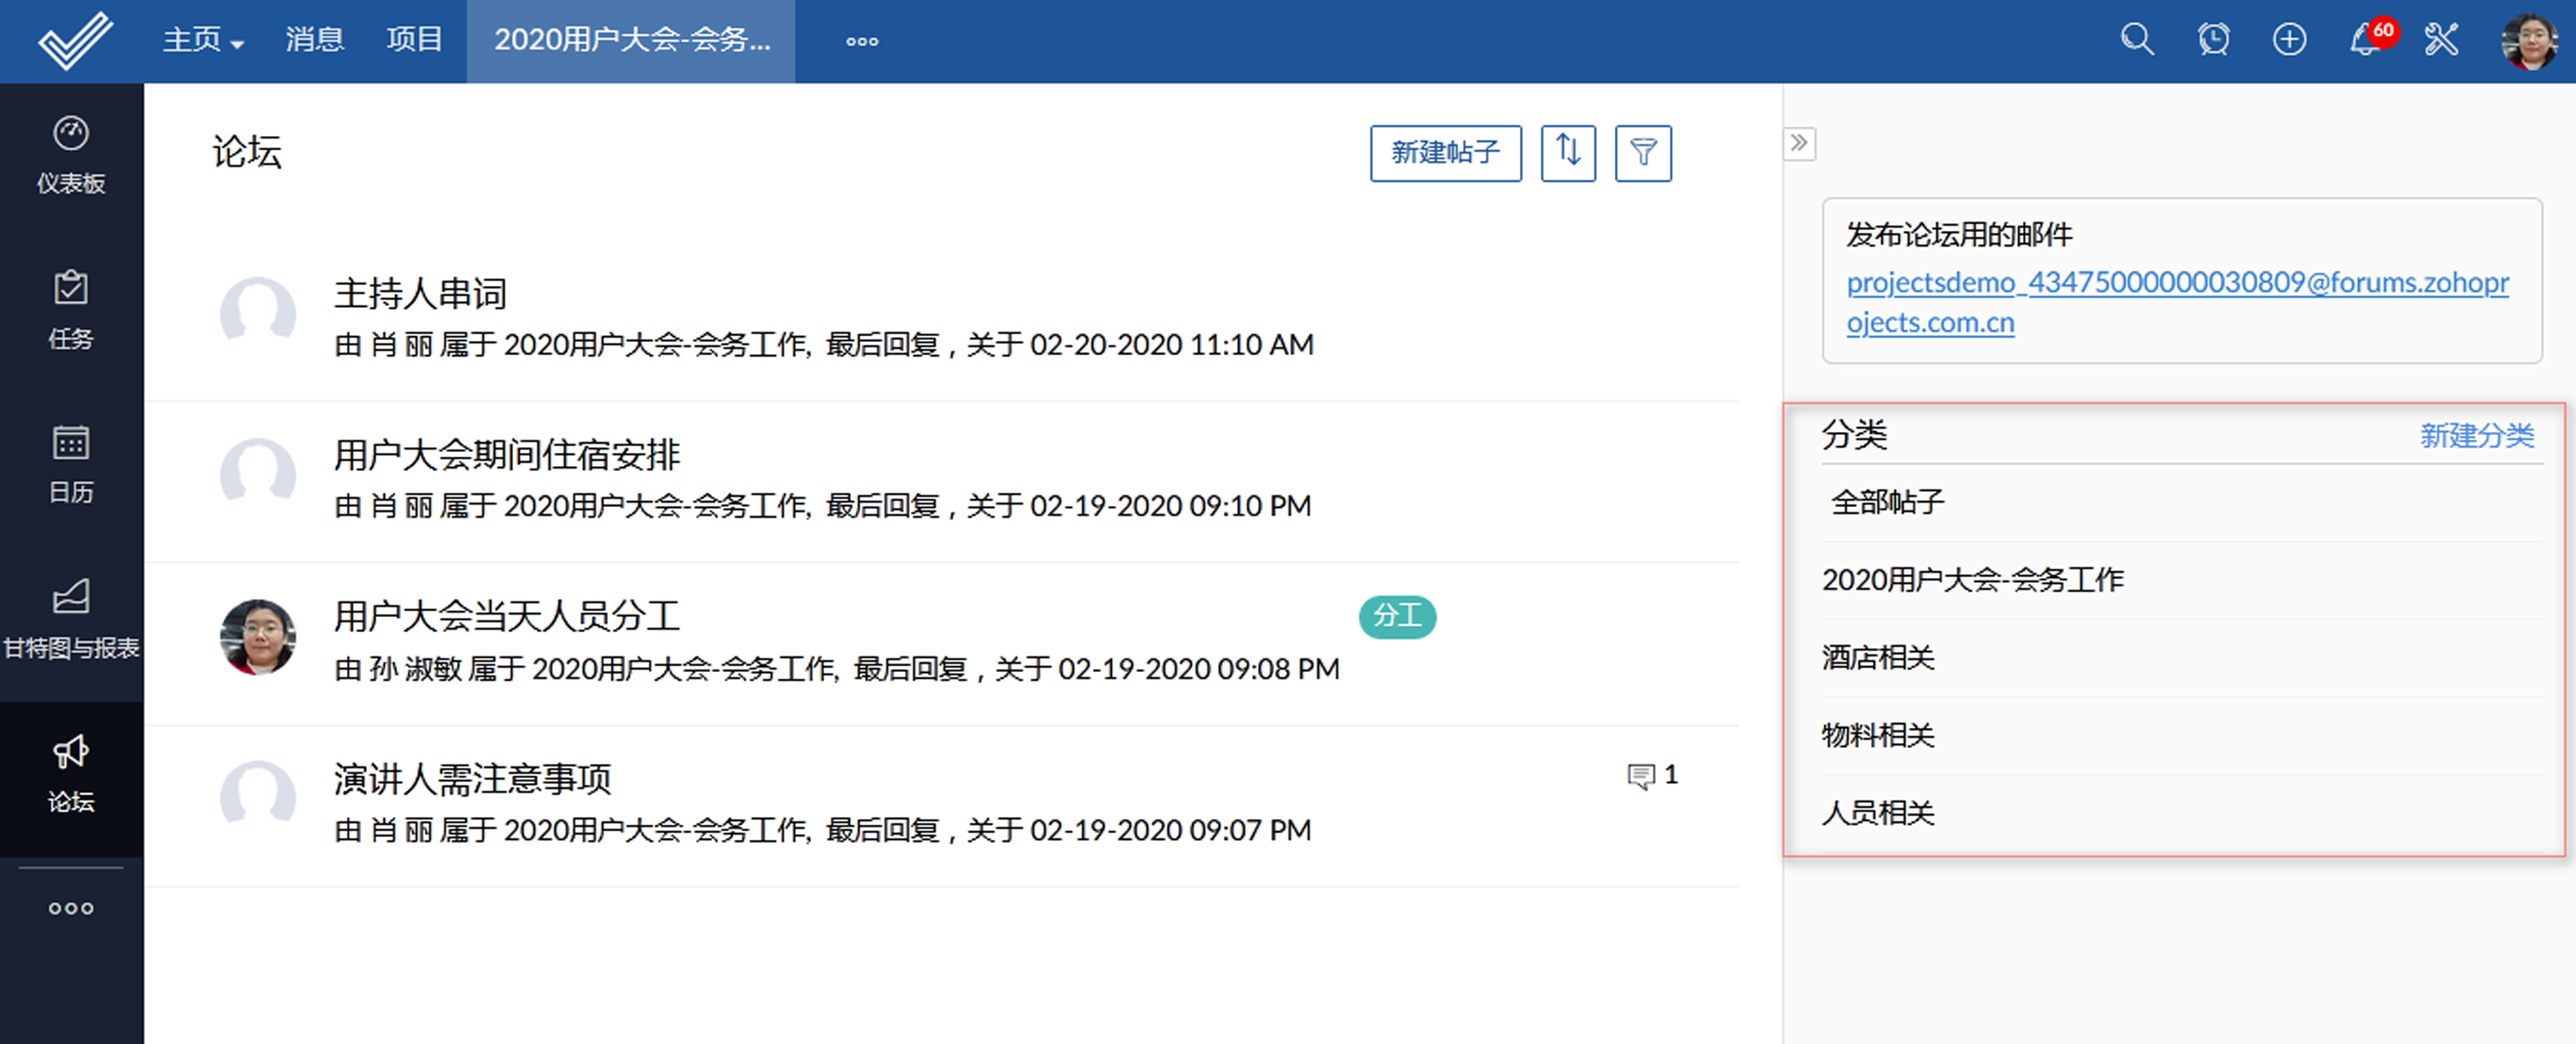 主页 消息 项目 2020用户大会-会务... 60
仪表板
任务
日历
甘特图与报表
论坛
论坛 新建帖子
主持人串词
由 肖 丽 属于 2020用户大会-会务工作, 最后回复 , 关于 02-20-2020 11:10 AM
用户大会期间住宿安排
由 肖 丽 属于 2020用户大会-会务工作, 最后回复 , 关于 02-19-2020 09:10 PM
用户大会当天人员分工 分工
由 孙 淑敏 属于 2020用户大会-会务工作, 最后回复 , 关于 02-19-2020 09:08 PM
演讲人需注意事项 1
由 肖 丽 属于 2020用户大会-会务工作, 最后回复 , 关于 02-19-2020 09:07 PM
发布论坛用的邮件
projectsdemo_43475000000030809@forums.zohopr
ojects.com.cn
分类 新建分类
全部帖子
2020用户大会-会务工作
酒店相关
物料相关
人员相关